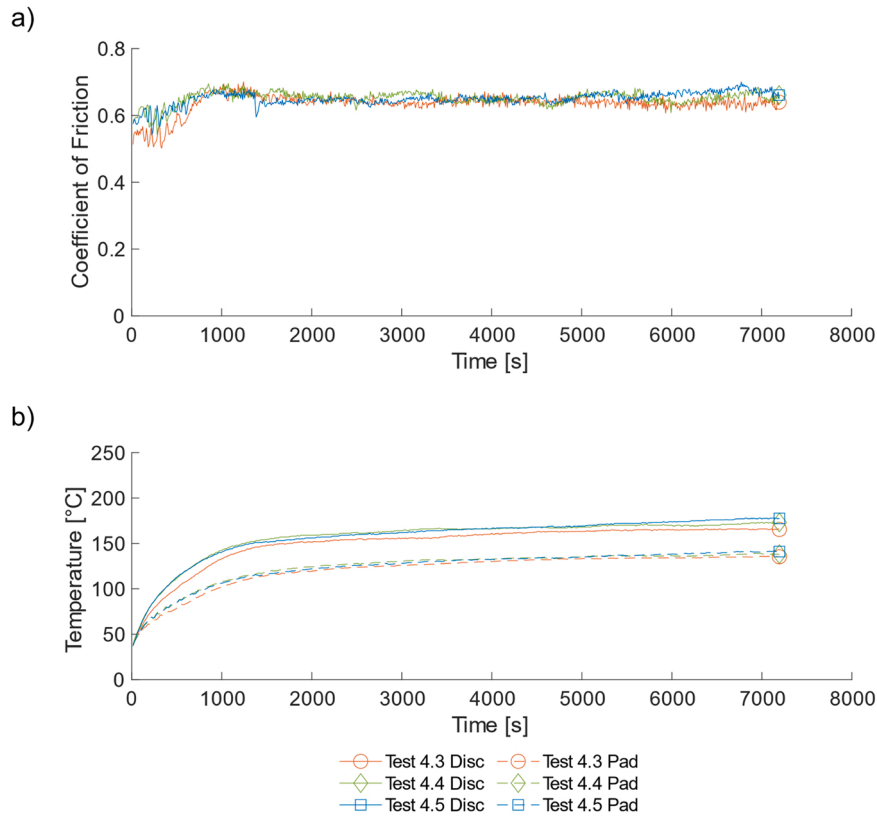 a)
0.8
0.6
0.4
0.2
0
Coefficient of Friction
0 1000 2000 3000 4000 5000 6000 7000 8000
Time [s]
b)
250
200
150
100
50
0
Temperature [°C]
0 1000 2000 3000 4000 5000 6000 7000 8000
Time [s]
Test 4.3 Disc Test 4.3 Pad
Test 4.4 Disc Test 4.4 Pad
Test 4.5 Disc Test 4.5 Pad